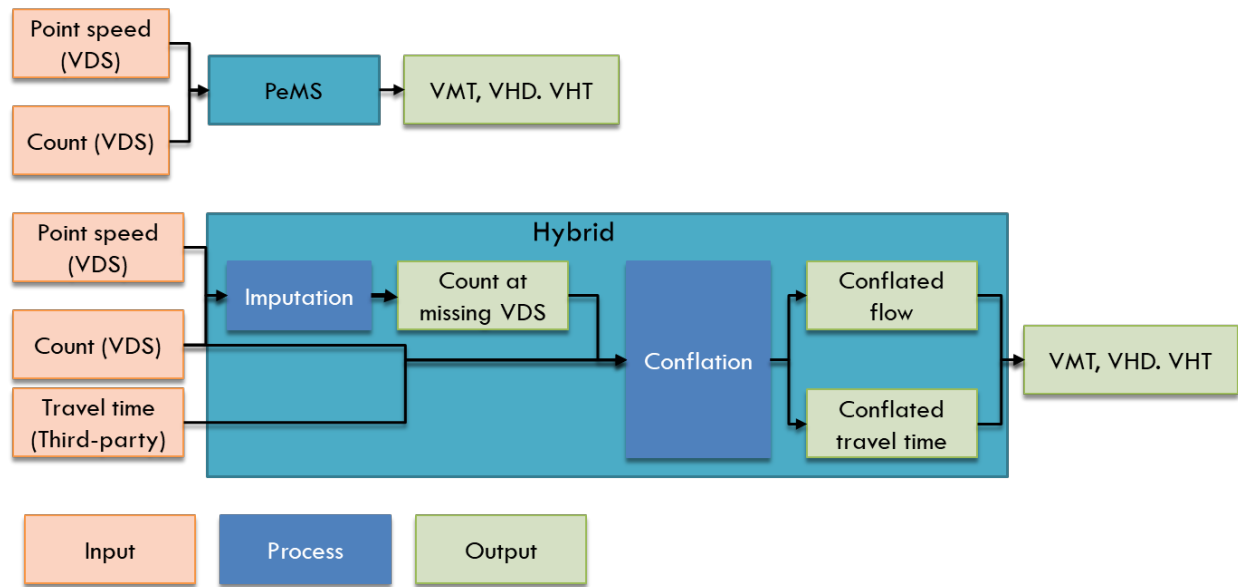 Point speed
(VDS)
PeMS
VMT, VHD. VHT
Count (VDS)
Point speed
(VDS)
Hybrid
Imputation
Count at
missing VDS
Conflated
flow
Count (VDS)
Conflation
VMT, VHD. VHT
Travel time
(Third-party)
Conflated
travel time
Input
Process
Output